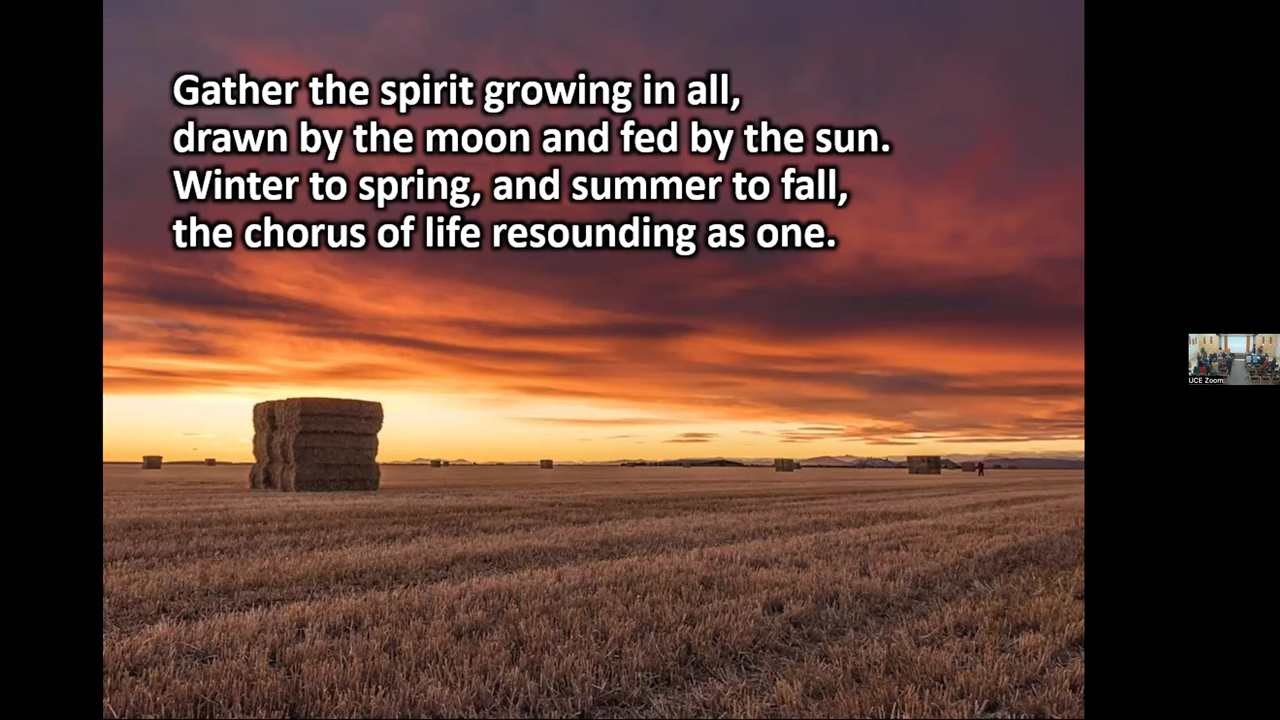 Gather the spirit growing in all,
drawn by the moon and fed by the sun.
Winter to spring, and summer to fall,
the chorus of life resounding as one.
UCE Zoom